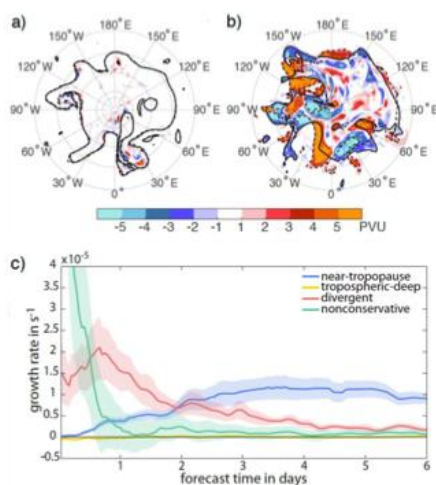 a) 180°E b) 180°E
150°W 150°E 150°W 150°E
120°W 120°E 120°W 120°E
90°W 90°E 90°W 90°E
60°W 60°E 60°W 60°E
30°W 30°E 30°W 30°E
0° 0°
-5 -4 -3 -2 -1 1 2 3 4 5 PVU
c) ×10⁻⁵
4
3.5
3
2.5
2
1.5
1
0.5
0
-0.5
growth rate in s⁻¹
near-tropopause
tropospheric-deep
divergent
nonconservative
1 2 3 4 5 6
forecast time in days